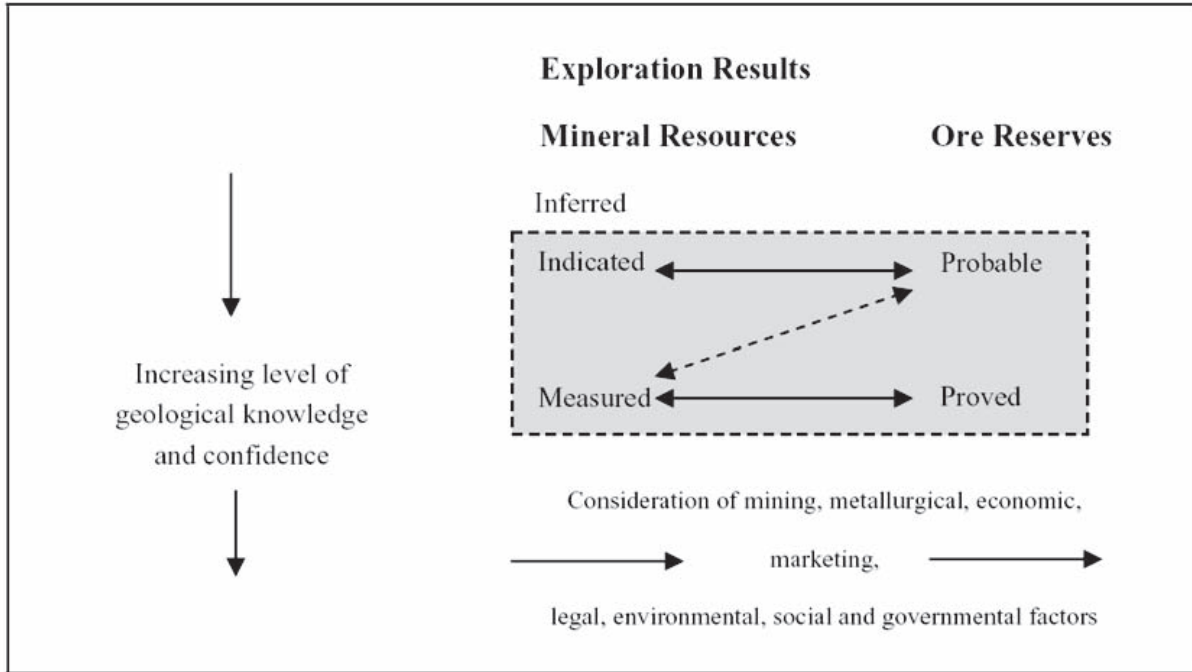 Exploration Results
Mineral Resources Ore Reserves
Inferred
Indicated Probable
Measured Proved
Increasing level of
geological knowledge
and confidence
Consideration of mining, metallurgical, economic,
marketing,
legal, environmental, social and governmental factors